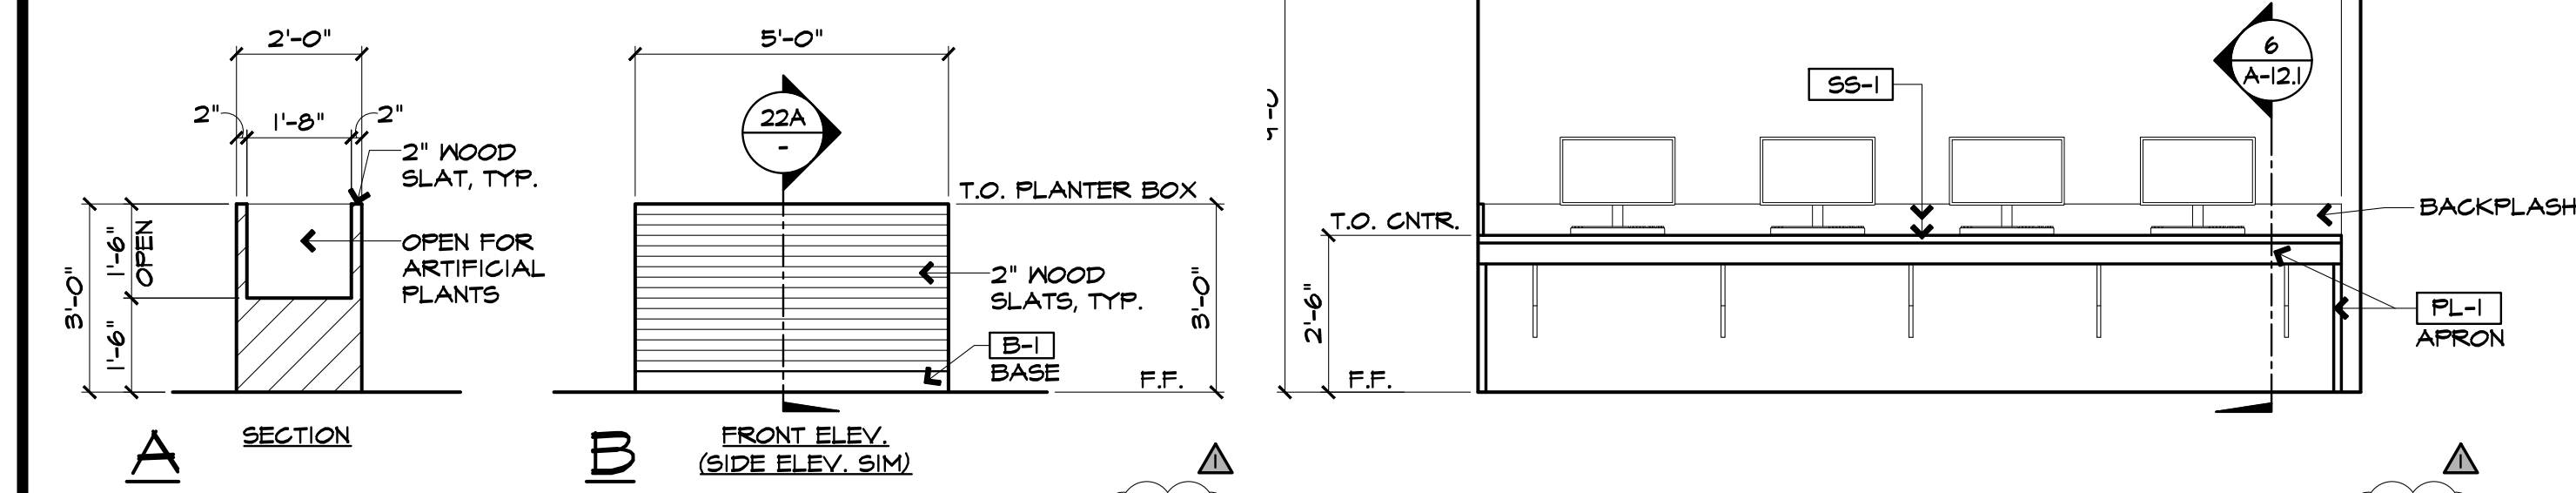 2'-0"
2"
1'-8"
2"
2" WOOD
SLAT, TYP.
OPEN FOR
ARTIFICIAL
PLANTS
3'-0"
1'-6"
OPEN
1'-6"
A
SECTION
5'-0"
22A
-
T.O. PLANTER BOX
2" WOOD
SLATS, TYP.
B-1
BASE
3'-0"
F.F.
B
FRONT ELEV.
(SIDE ELEV. SIM)
1
T.O. CNTR.
2'-6"
F.F.
SS-1
6
A-12.1
BACKPLASH
PL-1
APRON
1